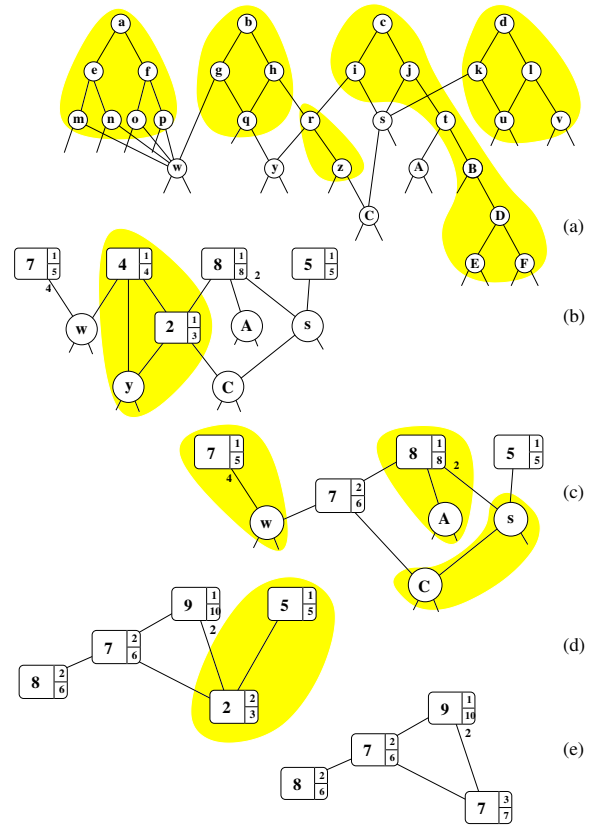 a b c d
e f g h i j k l
m n o p q r s t u v
w y z A B
C D
(a)
E F
7 1 5 4 1 4 8 1 8 2 5 1 5
4
(b)
w 2 1 3 A s
y C
7 1 5 8 1 8 2 5 1 5
4
(c)
7 2 6
w A s
C
9 1 10 2 5 1 5
(d)
7 2 6
8 2 6
2 2 3
9 1 10 2
(e)
7 2 6
8 2 6
7 3 7